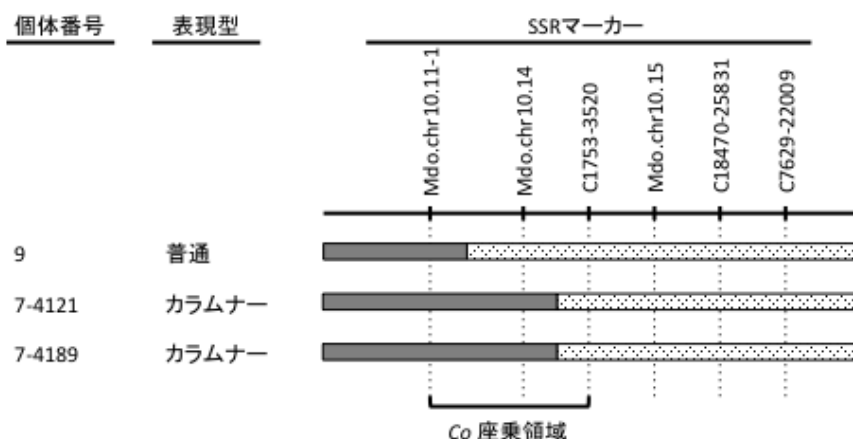 個体番号 表現型 SSRマーカー
Mdo.chr10.11-1
Mdo.chr10.14
C1753-3520
Mdo.chr10.15
C18470-25831
C7629-22009
9 普通
7-4121 カラムナー
7-4189 カラムナー
Co 座乗領域